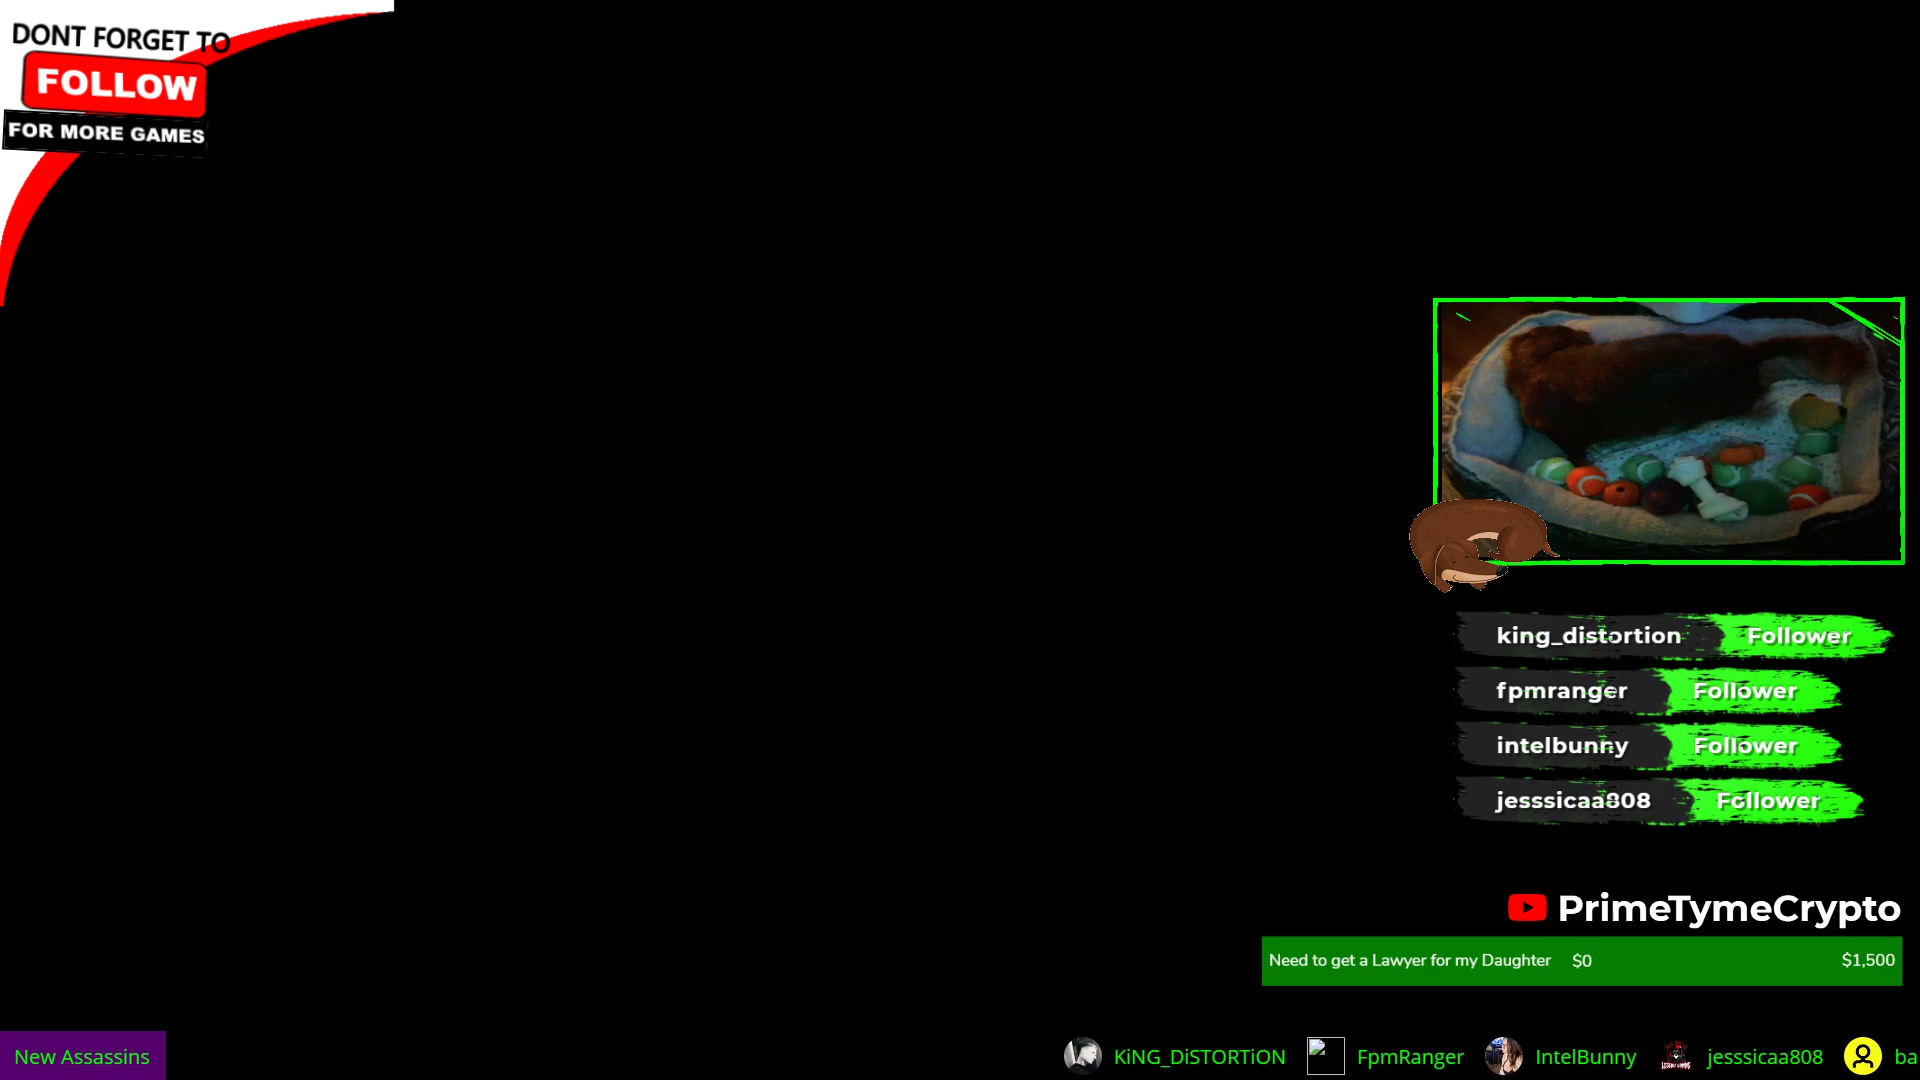 DONT FORGET TO
FOLLOW
FOR MORE GAMES
king_distortion Follower
fpmranger Follower
intelbunny Follower
jesssicaa808 Follower
PrimeTymeCrypto
Need to get a Lawyer for my Daughter $0 $1,500
New Assassins KiNG_DiSTORTiON FpmRanger IntelBunny jesssicaa808 ba